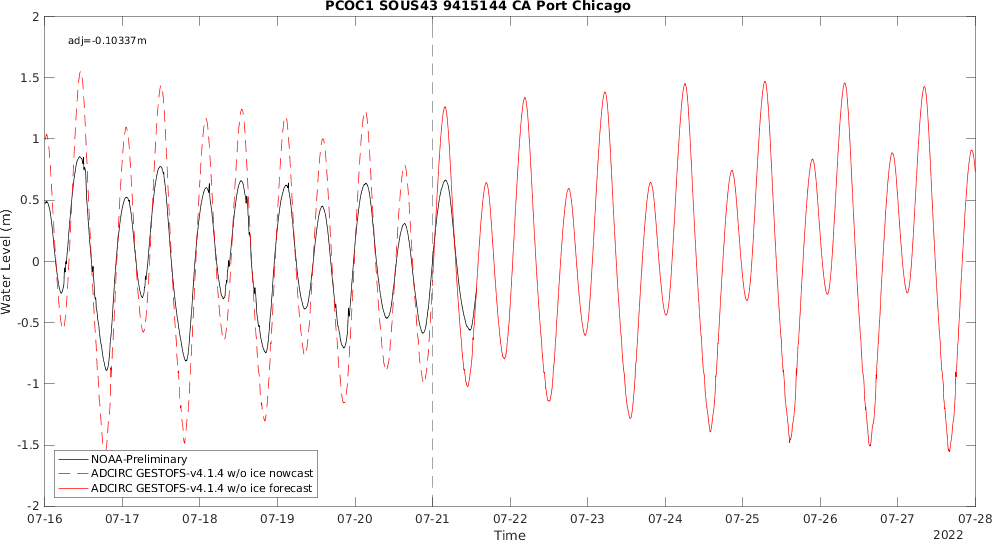 PCOC1 SOUS43 9415144 CA Port Chicago
adj=-0.10337m
2
1.5
1
0.5
0
-0.5
-1
-1.5
-2
Water Level (m)
NOAA-Preliminary
ADCIRC GESTOFS-v4.1.4 w/o ice nowcast
ADCIRC GESTOFS-v4.1.4 w/o ice forecast
07-16 07-17 07-18 07-19 07-20 07-21 07-22 07-23 07-24 07-25 07-26 07-27 07-28
Time
2022